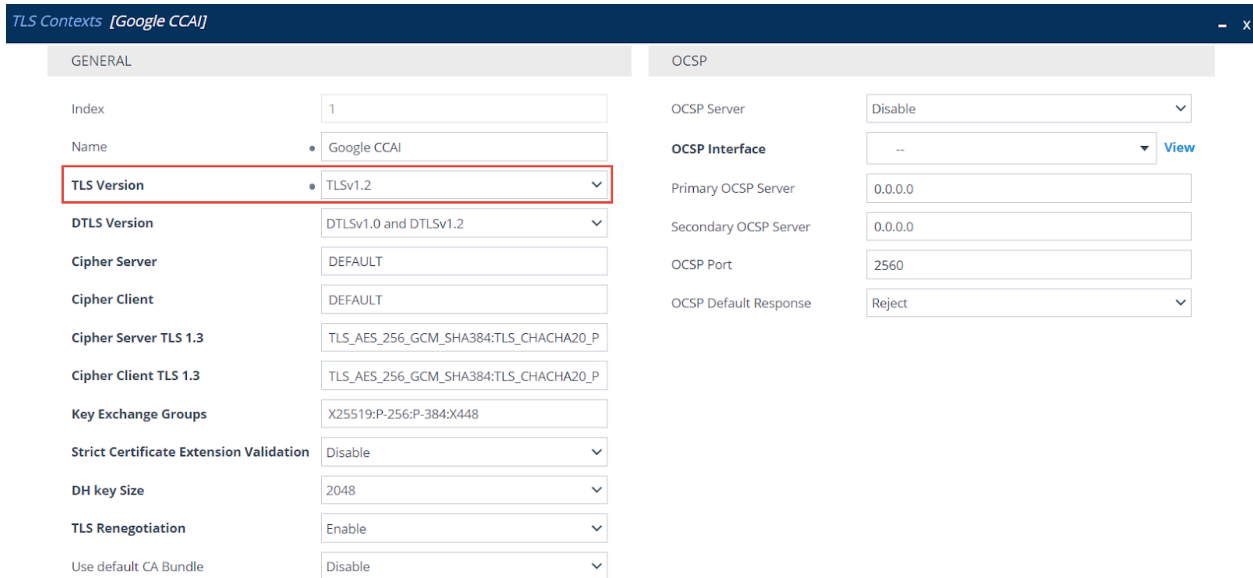 TLS Contexts [Google CCAI]
– x
GENERAL
Index 1
Name Google CCAI
TLS Version TLSv1.2
DTLS Version DTLSv1.0 and DTLSv1.2
Cipher Server DEFAULT
Cipher Client DEFAULT
Cipher Server TLS 1.3 TLS_AES_256_GCM_SHA384:TLS_CHACHA20_P
Cipher Client TLS 1.3 TLS_AES_256_GCM_SHA384:TLS_CHACHA20_P
Key Exchange Groups X25519:P-256:P-384:X448
Strict Certificate Extension Validation Disable
DH key Size 2048
TLS Renegotiation Enable
Use default CA Bundle Disable
OCSP
OCSP Server Disable
OCSP Interface -- View
Primary OCSP Server 0.0.0.0
Secondary OCSP Server 0.0.0.0
OCSP Port 2560
OCSP Default Response Reject